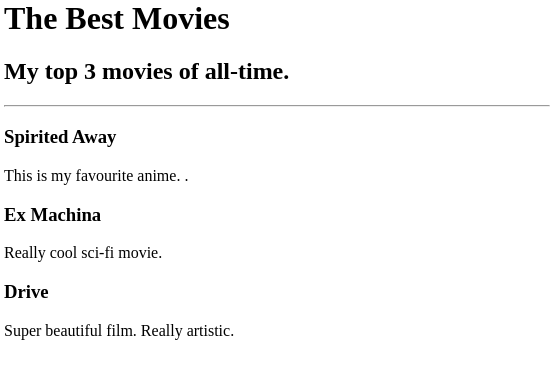 The Best Movies
My top 3 movies of all-time.
Spirited Away
This is my favourite anime. .
Ex Machina
Really cool sci-fi movie.
Drive
Super beautiful film. Really artistic.